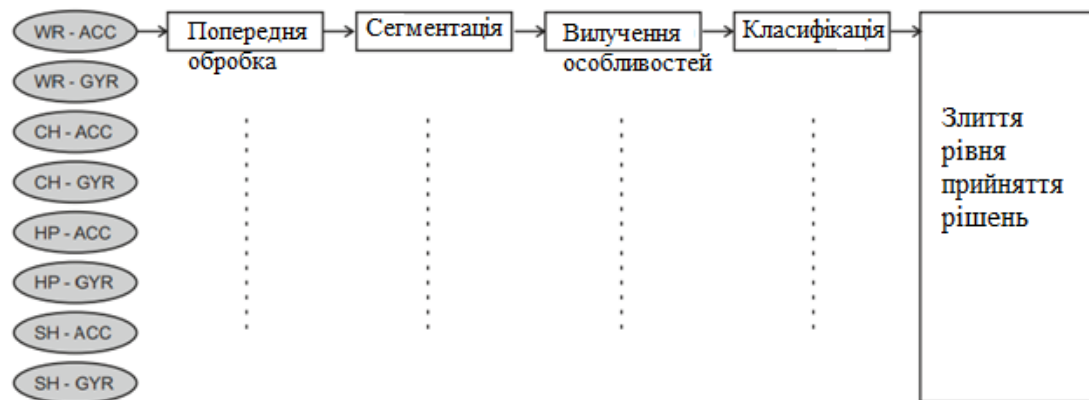 WR - ACC
Попередня
обробка
Сегментація
Вилучення
особливостей
Класифікація
WR - GYR
CH - ACC
CH - GYR
HP - ACC
HP - GYR
SH - ACC
SH - GYR
Злиття
рівня
прийняття
рішень